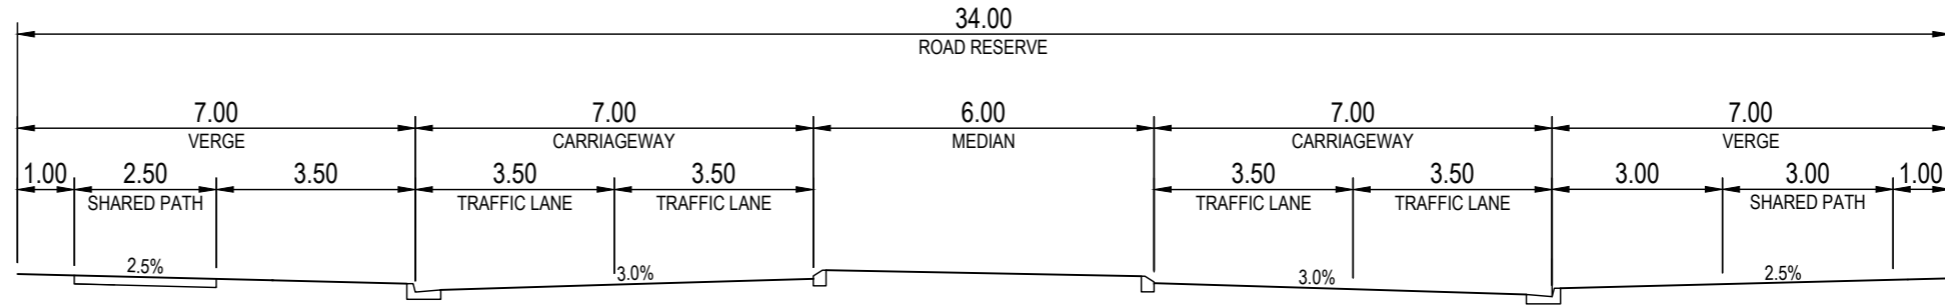 34.00
ROAD RESERVE
7.00 7.00 6.00 7.00 7.00
VERGE CARRIAGEWAY MEDIAN CARRIAGEWAY VERGE
1.00 2.50 3.50 3.50 3.50 3.50 3.50 3.00 3.00 1.00
SHARED PATH TRAFFIC LANE TRAFFIC LANE TRAFFIC LANE TRAFFIC LANE SHARED PATH
2.5% 3.0% 3.0% 2.5%